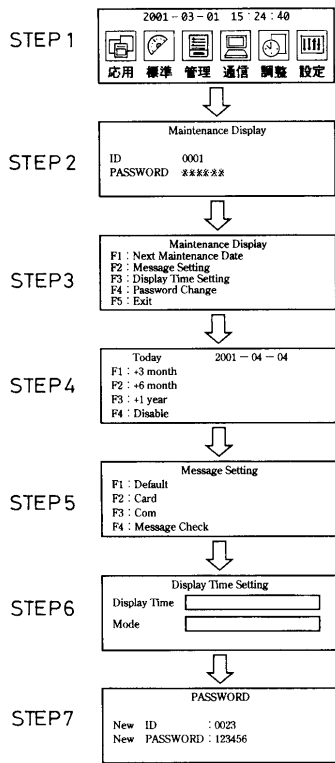 2001-03-01 15:24:40
STEP 1
応用 標準 管理 通信 調整 設定
Maintenance Display
STEP 2
ID 0001
PASSWORD ******
Maintenance Display
F1 : Next Maintenance Date
F2 : Message Setting
STEP3
F3 : Display Time Setting
F4 : Password Change
F5 : Exit
Today 2001 - 04 - 04
F1 : +3 month
STEP4
F2 : +6 month
F3 : +1 year
F4 : Disable
Message Setting
F1 : Default
STEP5
F2 : Card
F3 : Com
F4 : Message Check
Display Time Setting
STEP6
Display Time
Mode
PASSWORD
STEP7
New ID : 0023
New PASSWORD : 123456